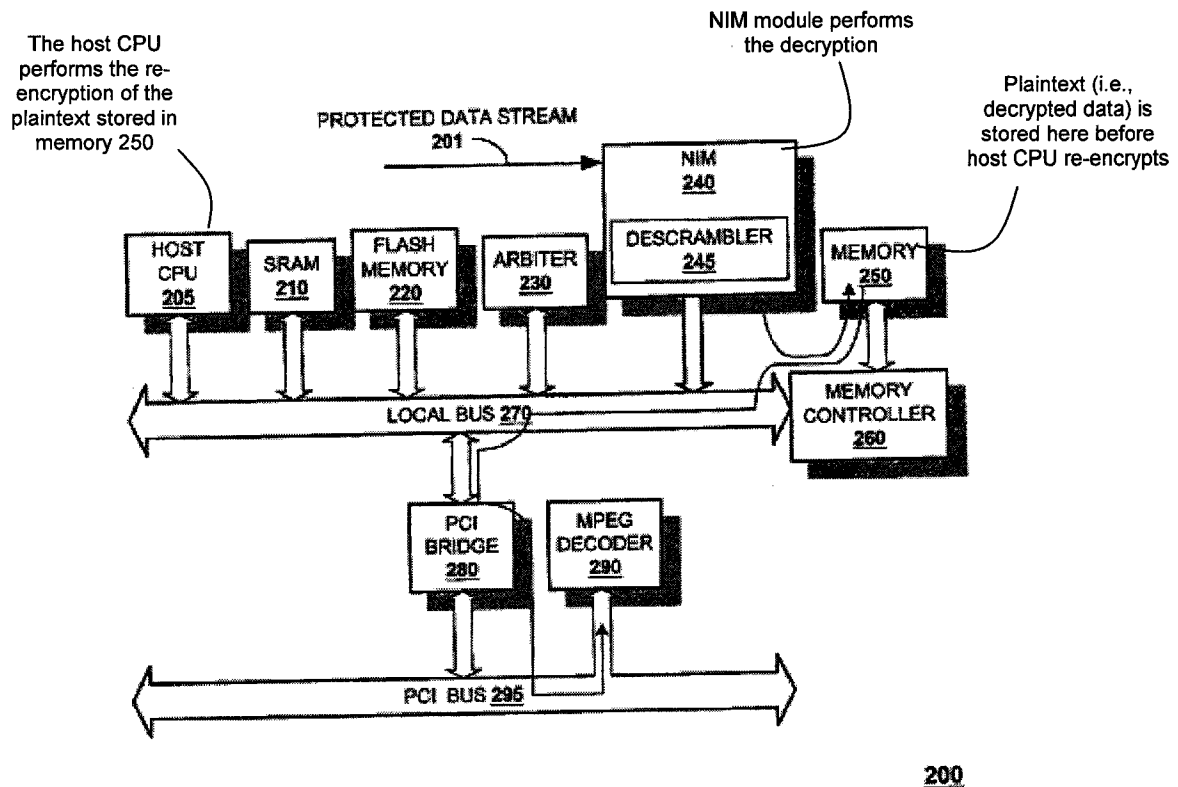 The host CPU
performs the re-
encryption of the
plaintext stored in
memory 250
NIM module performs
the decryption
Plaintext (i.e.,
decrypted data) is
stored here before
host CPU re-encrypts
PROTECTED DATA STREAM
201
NIM
240
DESCRAMBLER
245
HOST
CPU
205
SRAM
210
FLASH
MEMORY
220
ARBITER
230
MEMORY
250
LOCAL BUS 270
MEMORY
CONTROLLER
260
PCI
BRIDGE
280
MPEG
DECODER
290
PCI BUS 295
200